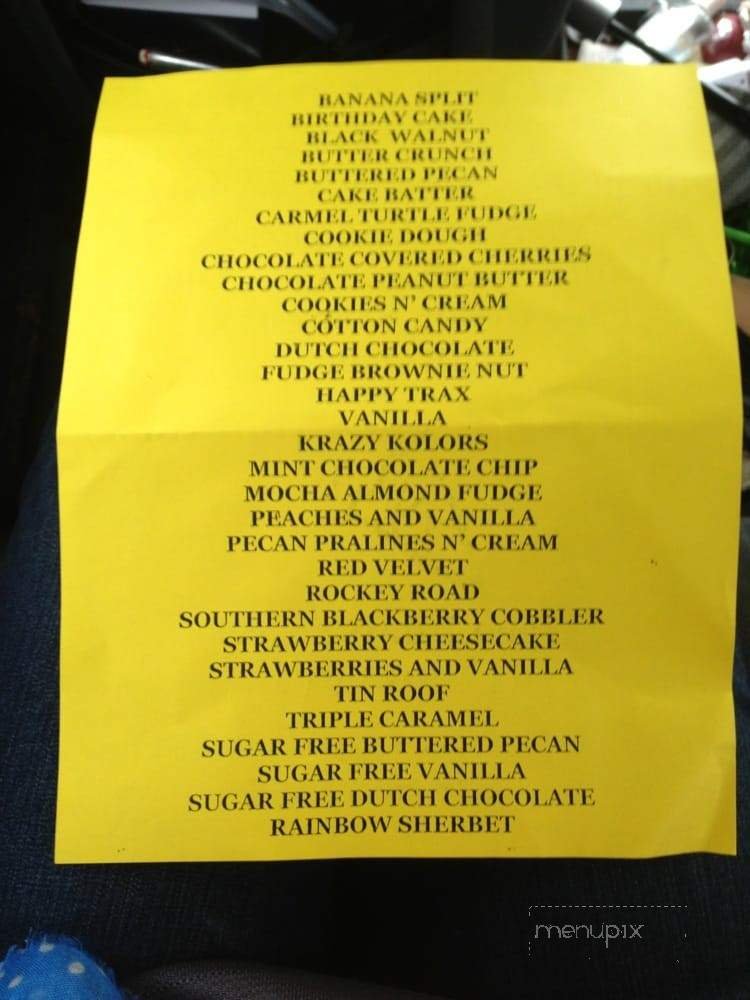 BANANA SPLIT
BIRTHDAY CAKE
BLACK WALNUT
BUTTER CRUNCH
BUTTERED PECAN
CAKE BATTER
CARMEL TURTLE FUDGE
COOKIE DOUGH
CHOCOLATE COVERED CHERRIES
CHOCOLATE PEANUT BUTTER
COOKIES N' CREAM
COTTON CANDY
DUTCH CHOCOLATE
FUDGE BROWNIE NUT
HAPPY TRAX
VANILLA
KRAZY KOLORS
MINT CHOCOLATE CHIP
MOCHA ALMOND FUDGE
PEACHES AND VANILLA
PECAN PRALINES N' CREAM
RED VELVET
ROCKEY ROAD
SOUTHERN BLACKBERRY COBBLER
STRAWBERRY CHEESECAKE
STRAWBERRIES AND VANILLA
TIN ROOF
TRIPLE CARAMEL
SUGAR FREE BUTTERED PECAN
SUGAR FREE VANILLA
SUGAR FREE DUTCH CHOCOLATE
RAINBOW SHERBET
menupix